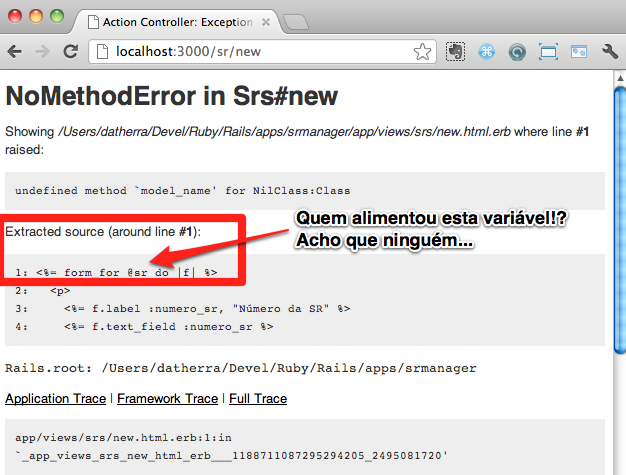 Action Controller: Exception
localhost:3000/sr/new
NoMethodError in Srs#new
Showing /Users/datherra/Devel/Ruby/Rails/apps/srmanager/app/views/srs/new.html.erb where line #1
raised:
undefined method `model_name' for NilClass:Class
Quem alimentou esta variável!?
Acho que ninguém...
Extracted source (around line #1):
1: <%= form_for @sr do |f| %>
2:   <p>
3:     <%= f.label :numero_sr, "Número da SR" %>
4:     <%= f.text_field :numero_sr %>
Rails.root: /Users/datherra/Devel/Ruby/Rails/apps/srmanager
Application Trace | Framework Trace | Full Trace
app/views/srs/new.html.erb:1:in
`_app_views_srs_new_html_erb___1188711087295294205_2495081720'